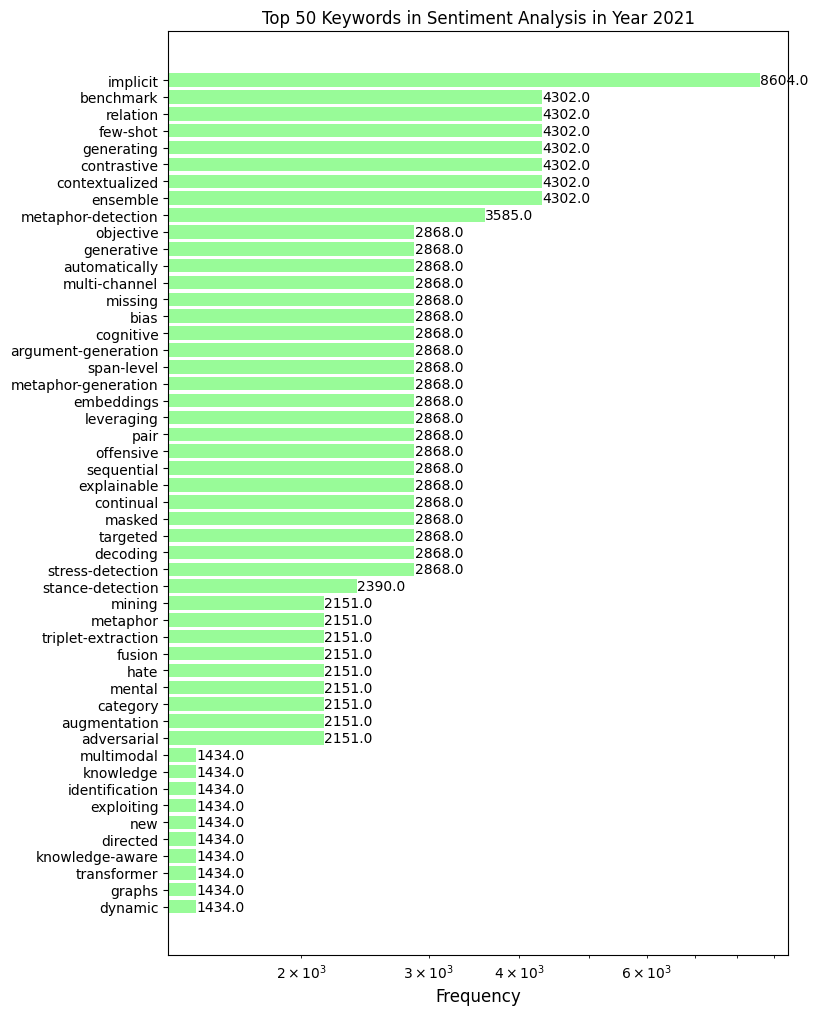 Top 50 Keywords in Sentiment Analysis in Year 2021
implicit 8604.0
benchmark 4302.0
relation 4302.0
few-shot 4302.0
generating 4302.0
contrastive 4302.0
contextualized 4302.0
ensemble 4302.0
metaphor-detection 3585.0
objective 2868.0
generative 2868.0
automatically 2868.0
multi-channel 2868.0
missing 2868.0
bias 2868.0
cognitive 2868.0
argument-generation 2868.0
span-level 2868.0
metaphor-generation 2868.0
embeddings 2868.0
leveraging 2868.0
pair 2868.0
offensive 2868.0
sequential 2868.0
explainable 2868.0
continual 2868.0
masked 2868.0
targeted 2868.0
decoding 2868.0
stress-detection 2868.0
stance-detection 2390.0
mining 2151.0
metaphor 2151.0
triplet-extraction 2151.0
fusion 2151.0
hate 2151.0
mental 2151.0
category 2151.0
augmentation 2151.0
adversarial 2151.0
multimodal 1434.0
knowledge 1434.0
identification 1434.0
exploiting 1434.0
new 1434.0
directed 1434.0
knowledge-aware 1434.0
transformer 1434.0
graphs 1434.0
dynamic 1434.0
2 × 10³ 3 × 10³ 4 × 10³ 6 × 10³
Frequency